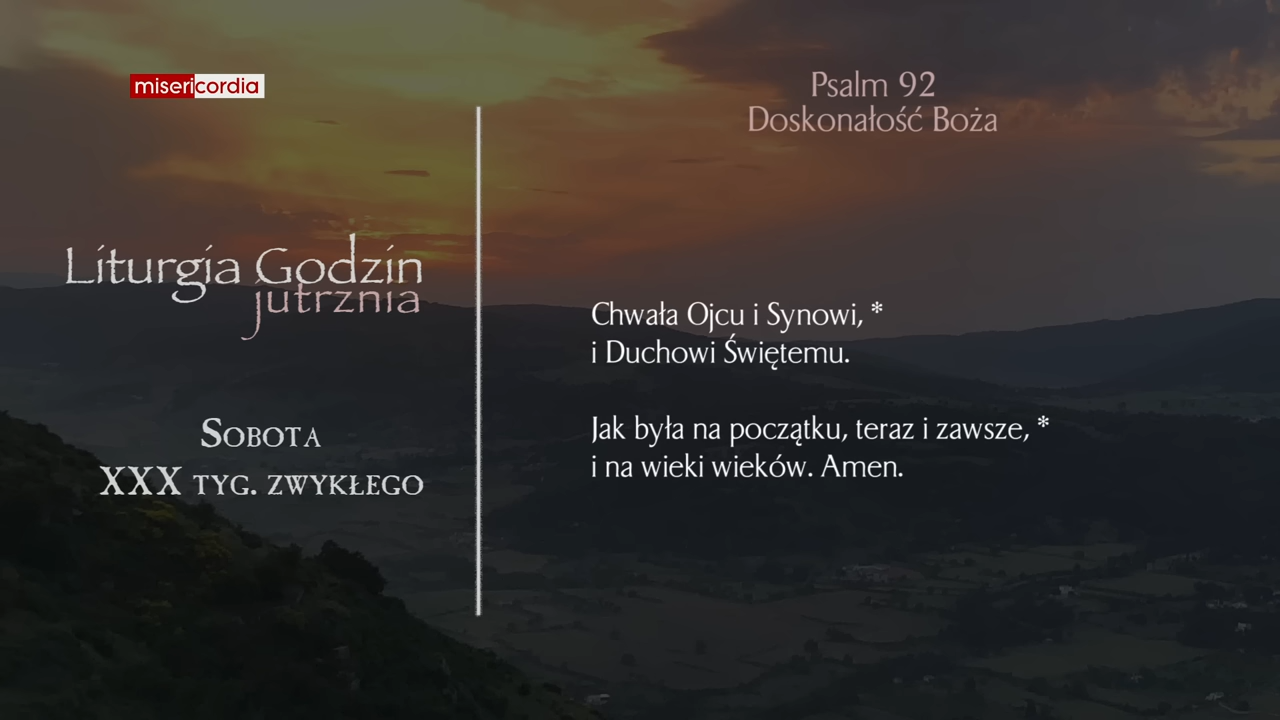 misericordia
Psalm 92
Doskonałość Boża
Liturgia Godzin
jutrznia
Sobota
XXX tyg. zwykłego
Chwała Ojcu i Synowi, *
i Duchowi Świętemu.
Jak była na początku, teraz i zawsze, *
i na wieki wieków. Amen.